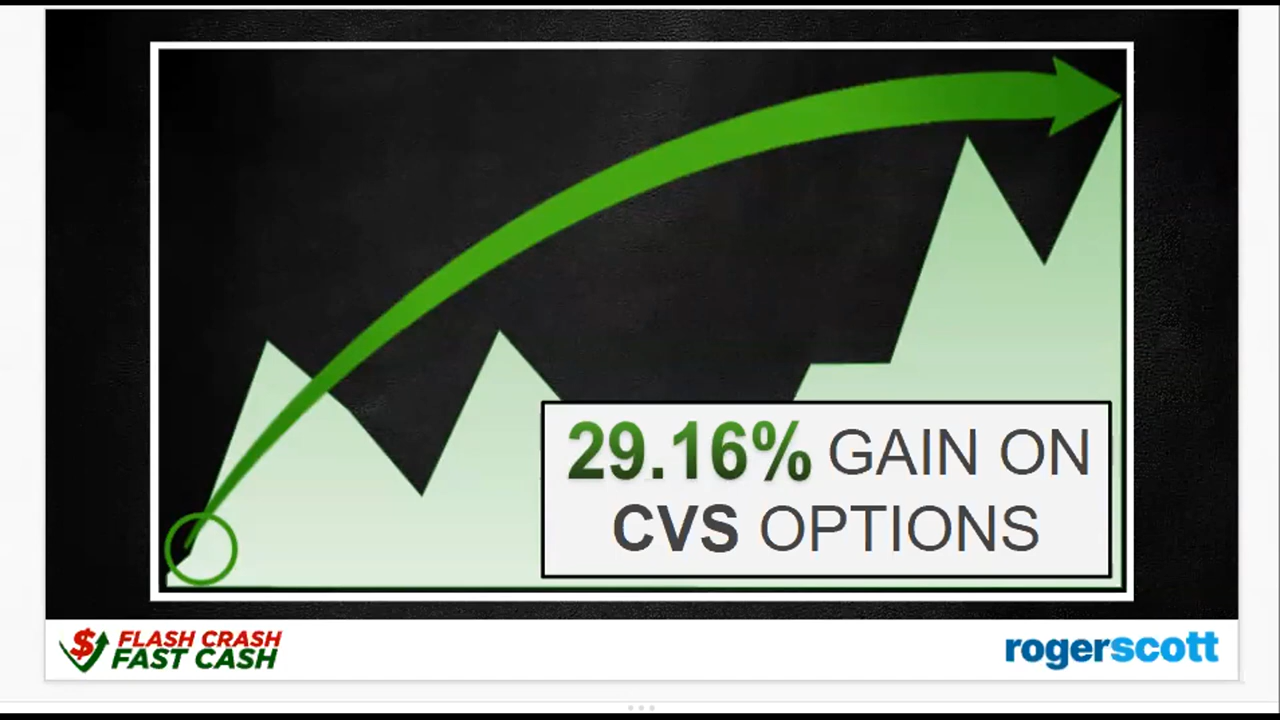 29.16% GAIN ON
CVS OPTIONS
FLASH CRASH
FAST CASH
rogerscott